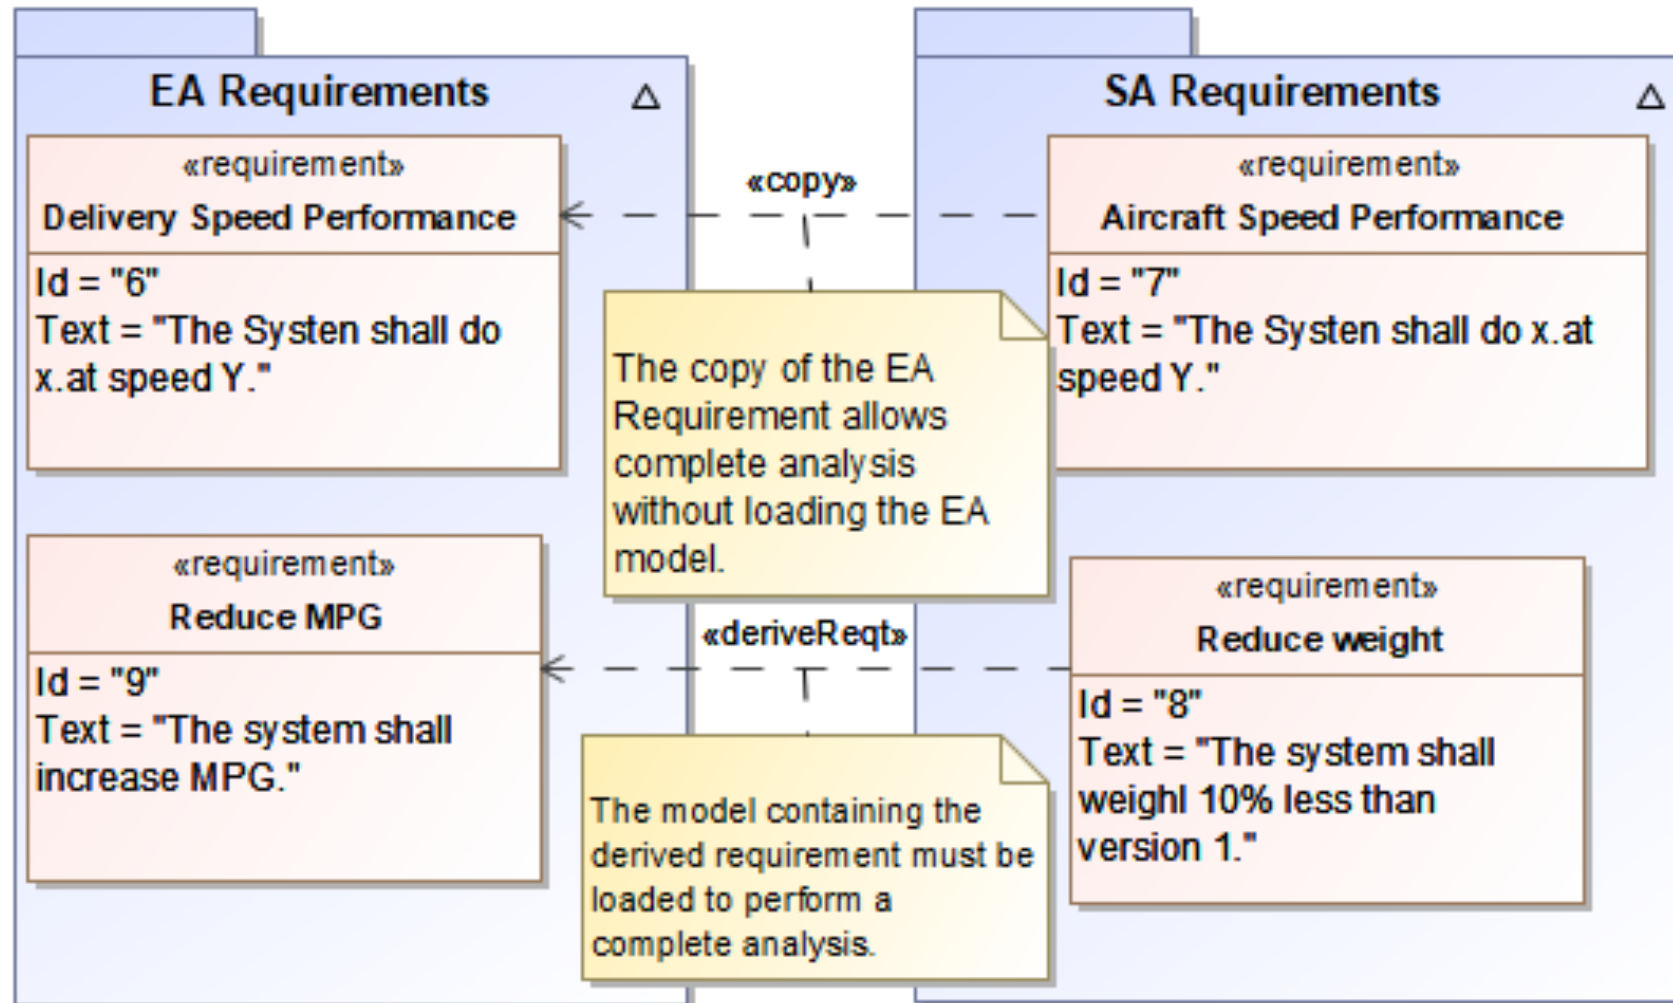 EA Requirements
«requirement»
Delivery Speed Performance
Id = "6"
Text = "The Systen shall do
x.at speed Y."
«requirement»
Reduce MPG
Id = "9"
Text = "The system shall
increase MPG."
«copy»
The copy of the EA
Requirement allows
complete analysis
without loading the EA
model.
«deriveReqt»
The model containing the
derived requirement must be
loaded to perform a
complete analysis.
SA Requirements
«requirement»
Aircraft Speed Performance
Id = "7"
Text = "The Systen shall do x.at
speed Y."
«requirement»
Reduce weight
Id = "8"
Text = "The system shall
weighl 10% less than
version 1."